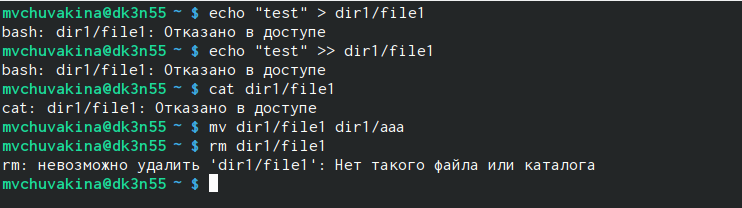 mvchuvakina@dk3n55 ~ $ echo "test" > dir1/file1
bash: dir1/file1: Отказано в доступе
mvchuvakina@dk3n55 ~ $ echo "test" >> dir1/file1
bash: dir1/file1: Отказано в доступе
mvchuvakina@dk3n55 ~ $ cat dir1/file1
cat: dir1/file1: Отказано в доступе
mvchuvakina@dk3n55 ~ $ mv dir1/file1 dir1/aaa
mvchuvakina@dk3n55 ~ $ rm dir1/file1
rm: невозможно удалить 'dir1/file1': Нет такого файла или каталога
mvchuvakina@dk3n55 ~ $